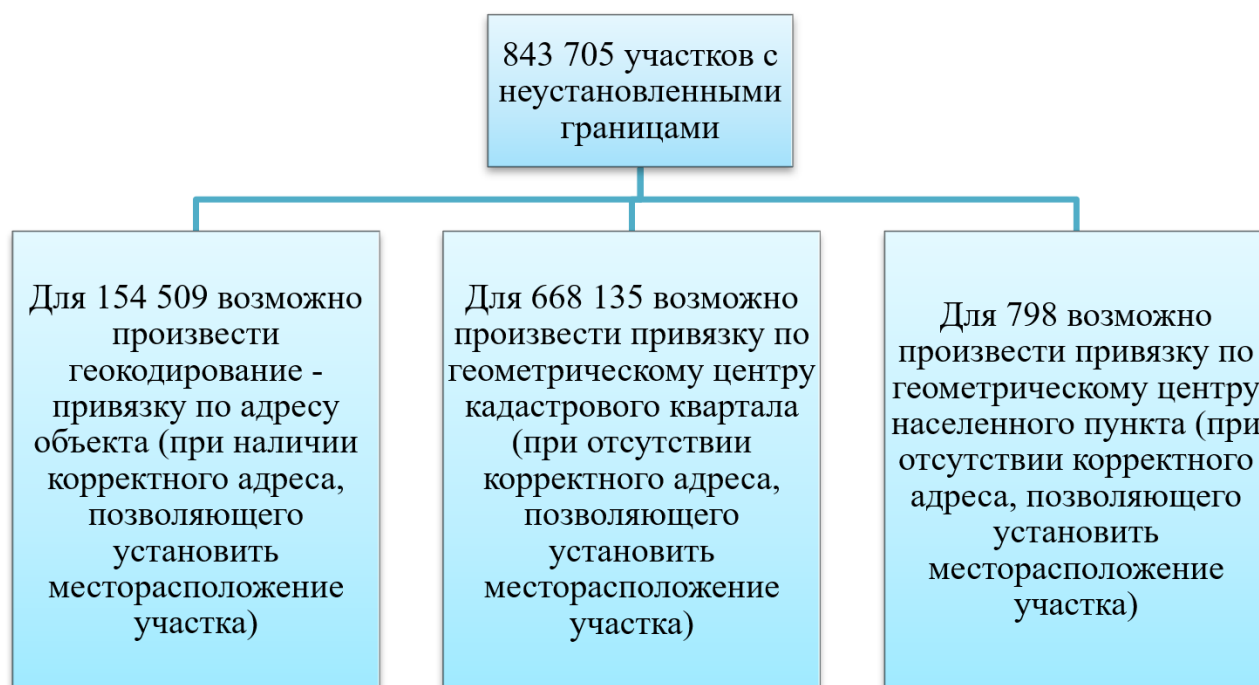 843 705 участков с
неустановленными
границами
Для 154 509 возможно
произвести
геокодирование -
привязку по адресу
объекта (при наличии
корректного адреса,
позволяющего
установить
месторасположение
участка)
Для 668 135 возможно
произвести привязку по
геометрическому центру
кадастрового квартала
(при отсутствии
корректного адреса,
позволяющего
установить
месторасположение
участка)
Для 798 возможно
произвести привязку по
геометрическому центру
населенного пункта (при
отсутствии корректного
адреса, позволяющего
установить
месторасположение
участка)